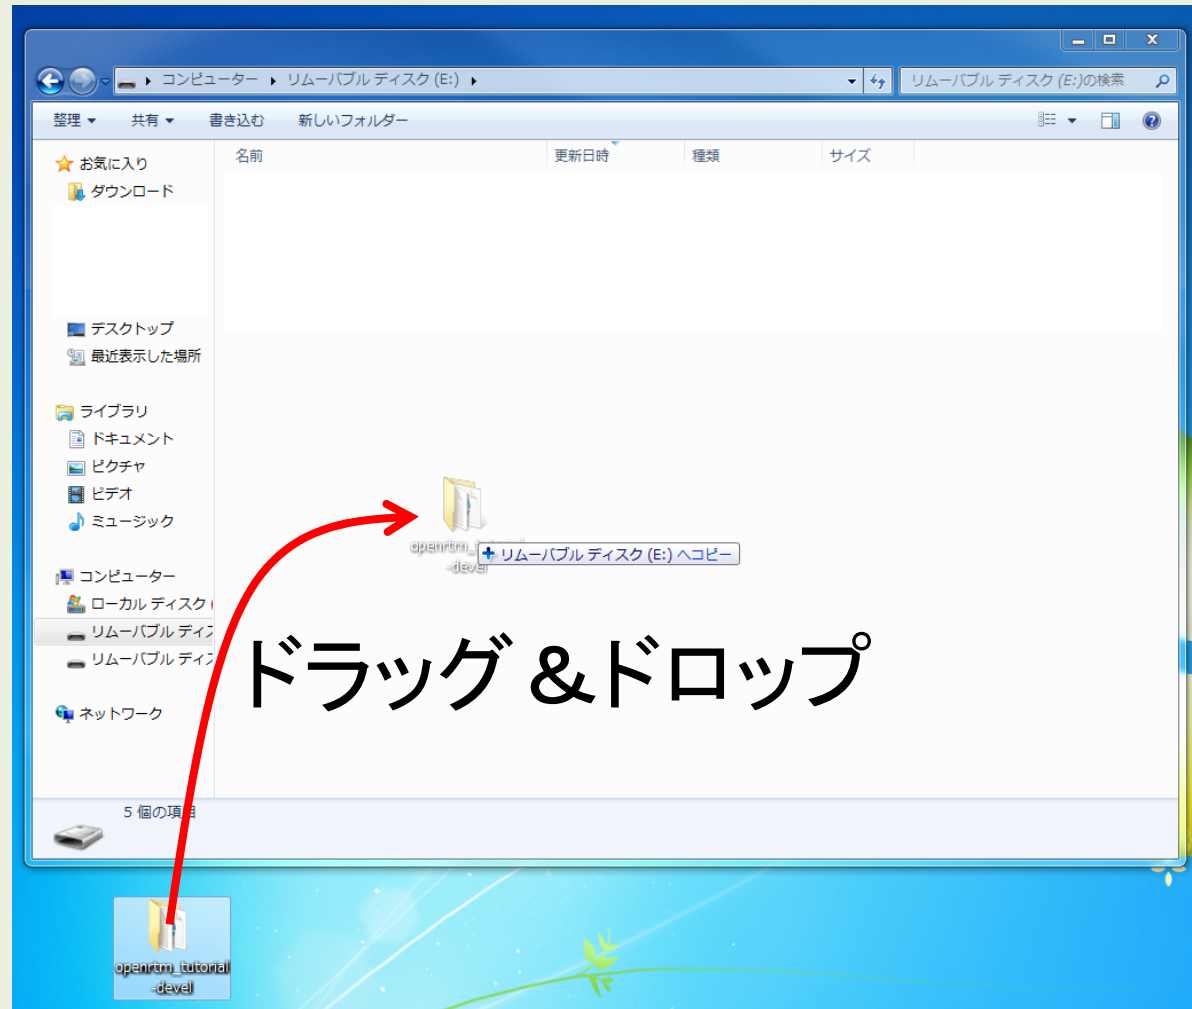 コンピューター リムーバブル ディスク (E:)
リムーバブル ディスク (E:)の検索
整理 共有 書き込む 新しいフォルダー
名前 更新日時 種類 サイズ
お気に入り
ダウンロード
デスクトップ
最近表示した場所
ライブラリ
ドキュメント
ピクチャ
ビデオ
ミュージック
コンピューター
ローカル ディスク (
リムーバブル ディス
リムーバブル ディス
ネットワーク
openrtm_
-devel
リムーバブル ディスク (E:) へコピー
ドラッグ &ドロップ
5 個の項目
openrtm_tutorial
-devel